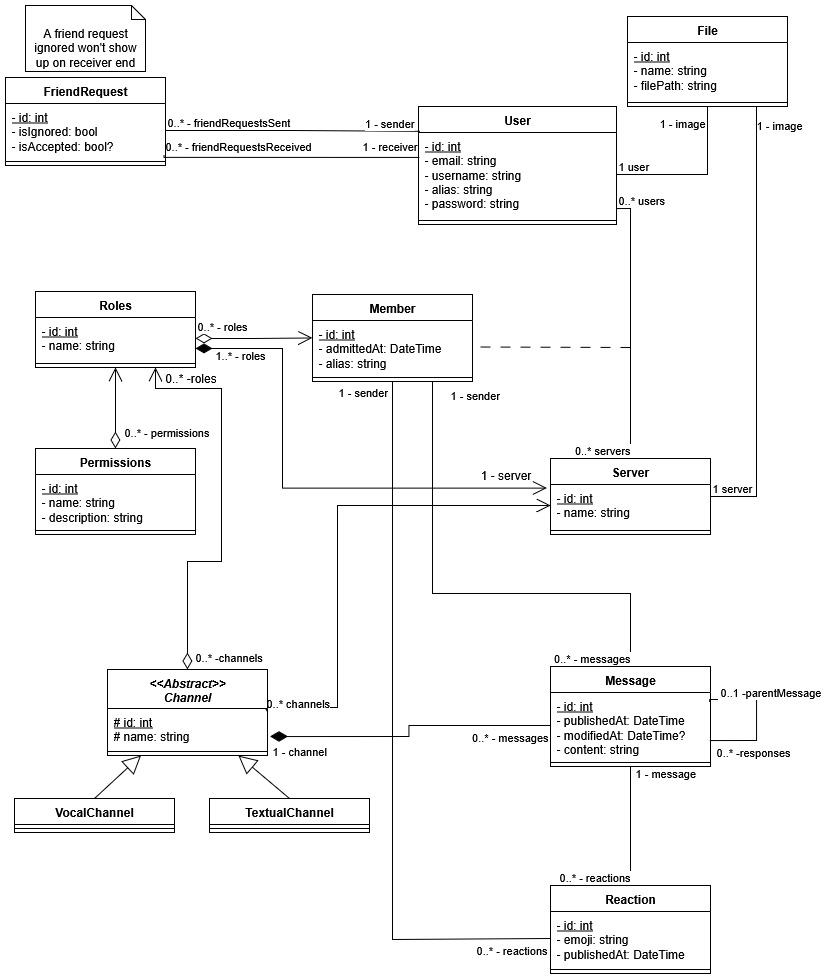 A friend request
ignored won't show
up on receiver end
FriendRequest
- id: int
- isIgnored: bool
- isAccepted: bool?
0..* - friendRequestsSent
1 - sender
0..* - friendRequestsReceived
1 - receiver
User
- id: int
- email: string
- username: string
- alias: string
- password: string
File
- id: int
- name: string
- filePath: string
1 - image
1 - image
1 user
0..* users
Roles
- id: int
- name: string
0..* - roles
1..* - roles
0..* -roles
Member
- id: int
- admittedAt: DateTime
- alias: string
1 - sender
1 - sender
0..* - permissions
Permissions
- id: int
- name: string
- description: string
0..* servers
1 - server
Server
- id: int
- name: string
1 server
0..* -channels
<<Abstract>>
Channel
# id: int
# name: string
0..* channels
1 - channel
VocalChannel
TextualChannel
0..* - messages
0..* - messages
Message
- id: int
- publishedAt: DateTime
- modifiedAt: DateTime?
- content: string
0..1 -parentMessage
0..* -responses
1 - message
0..* - reactions
0..* - reactions
Reaction
- id: int
- emoji: string
- publishedAt: DateTime